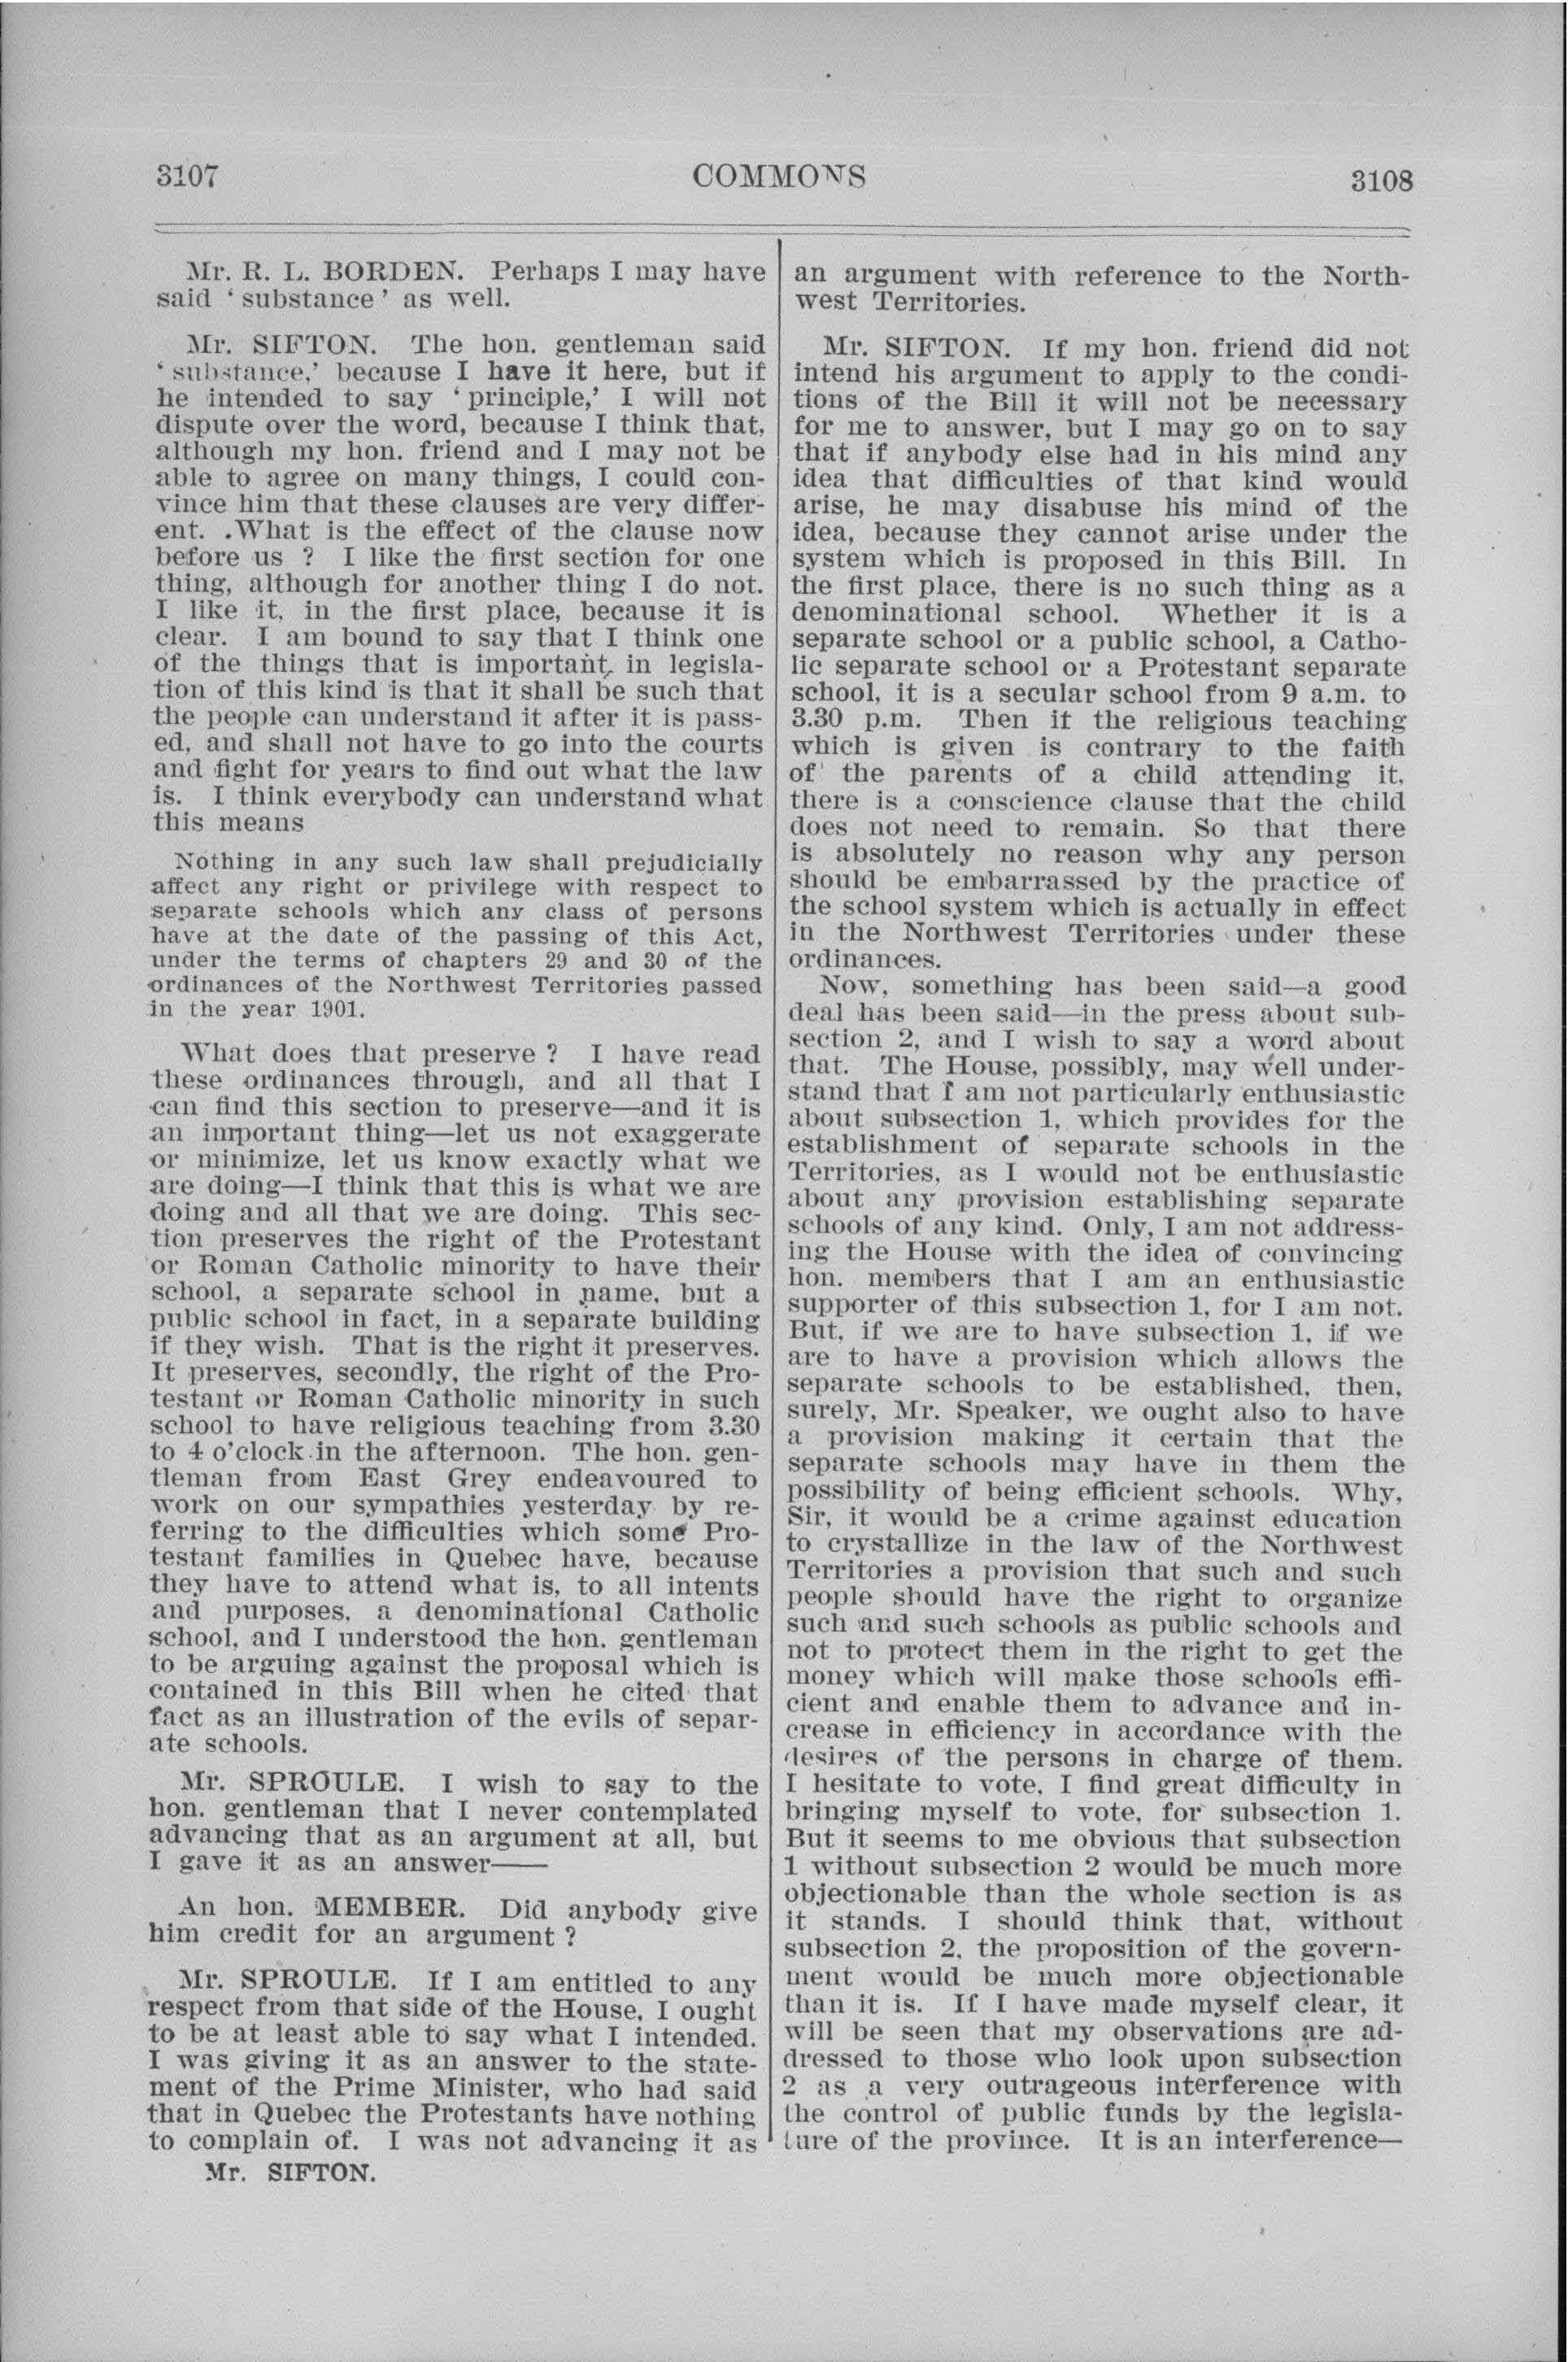 3107
COMMONS
3108
Mr. R. L. BORDEN. Perhaps I may have
said ‘ substance ’ as well.
Mr. SIFTON. The hon. gentleman said
‘ substance,’ because I have it here, but if
he intended to say ‘ principle,’ I will not
dispute over the word, because I think that,
although my hon. friend and I may not be
able to agree on many things, I could con-
vince him that these clauses are very differ-
ent. .What is the effect of the clause now
before us ? I like the first section for one
thing, although for another thing I do not.
I like it, in the first place, because it is
clear. I am bound to say that I think one
of the things that is important, in legisla-
tion of this kind is that it shall be such that
the people can understand it after it is pass-
ed, and shall not have to go into the courts
and fight for years to find out what the law
is. I think everybody can understand what
this means
Nothing in any such law shall prejudicially
affect any right or privilege with respect to
separate schools which any class of persons
have at the date of the passing of this Act,
under the terms of chapters 29 and 30 of the
ordinances of the Northwest Territories passed
in the year 1901.
What does that preserve ? I have read
these ordinances through, and all that I
can find this section to preserve—and it is
an important thing—let us not exaggerate
or minimize, let us know exactly what we
are doing—I think that this is what we are
doing and all that we are doing. This sec-
tion preserves the right of the Protestant
or Roman Catholic minority to have their
school, a separate school in name, but a
public school in fact, in a separate building
if they wish. That is the right it preserves.
It preserves, secondly, the right of the Pro-
testant or Roman Catholic minority in such
school to have religious teaching from 3.30
to 4 o’clock in the afternoon. The hon. gen-
tleman from East Grey endeavoured to
work on our sympathies yesterday by re-
ferring to the difficulties which some Pro-
testant families in Quebec have, because
they have to attend what is, to all intents
and purposes, a denominational Catholic
school, and I understood the hon. gentleman
to be arguing against the proposal which is
contained in this Bill when he cited that
fact as an illustration of the evils of separ-
ate schools.
Mr. SPROULE. I wish to say to the
hon. gentleman that I never contemplated
advancing that as an argument at all, but
I gave it as an answer——
An hon. MEMBER. Did anybody give
him credit for an argument ?
Mr. SPROULE. If I am entitled to any
respect from that side of the House, I ought
to be at least able to say what I intended.
I was giving it as an answer to the state-
ment of the Prime Minister, who had said
that in Quebec the Protestants have nothing
to complain of. I was not advancing it as
Mr. SIFTON.
an argument with reference to the North-
west Territories.
Mr. SIFTON. If my hon. friend did not
intend his argument to apply to the condi-
tions of the Bill it will not be necessary
for me to answer, but I may go on to say
that if anybody else had in his mind any
idea that difficulties of that kind would
arise, he may disabuse his mind of the
idea, because they cannot arise under the
system which is proposed in this Bill. In
the first place, there is no such thing as a
denominational school. Whether it is a
separate school or a public school, a Catho-
lic separate school or a Protestant separate
school, it is a secular school from 9 a.m. to
3.30 p.m. Then if the religious teaching
which is given is contrary to the faith
of the parents of a child attending it,
there is a conscience clause that the child
does not need to remain. So that there
is absolutely no reason why any person
should be embarrassed by the practice of
the school system which is actually in effect
in the Northwest Territories under these
ordinances.
Now, something has been said—a good
deal has been said—in the press about sub-
section 2, and I wish to say a word about
that. The House, possibly, may well under-
stand that I am not particularly enthusiastic
about subsection 1, which provides for the
establishment of separate schools in the
Territories, as I would not be enthusiastic
about any provision establishing separate
schools of any kind. Only, I am not address-
ing the House with the idea of convincing
hon. members that I am an enthusiastic
supporter of this subsection 1, for I am not.
But, if we are to have subsection 1, if we
are to have a provision which allows the
separate schools to be established, then,
surely, Mr. Speaker, we ought also to have
a provision making it certain that the
separate schools may have in them the
possibility of being efficient schools. Why,
Sir, it would be a crime against education
to crystallize in the law of the Northwest
Territories a provision that such and such
people should have the right to organize
such and such schools as public schools and
not to protect them in the right to get the
money which will make those schools effi-
cient and enable them to advance and in-
crease in efficiency in accordance with the
desires of the persons in charge of them.
I hesitate to vote, I find great difficulty in
bringing myself to vote, for subsection 1.
But it seems to me obvious that subsection
1 without subsection 2 would be much more
objectionable than the whole section is as
it stands. I should think that, without
subsection 2, the proposition of the govern-
ment would be much more objectionable
than it is. If I have made myself clear, it
will be seen that my observations are ad-
dressed to those who look upon subsection
2 as a very outrageous interference with
the control of public funds by the legisla-
ture of the province. It is an interference—